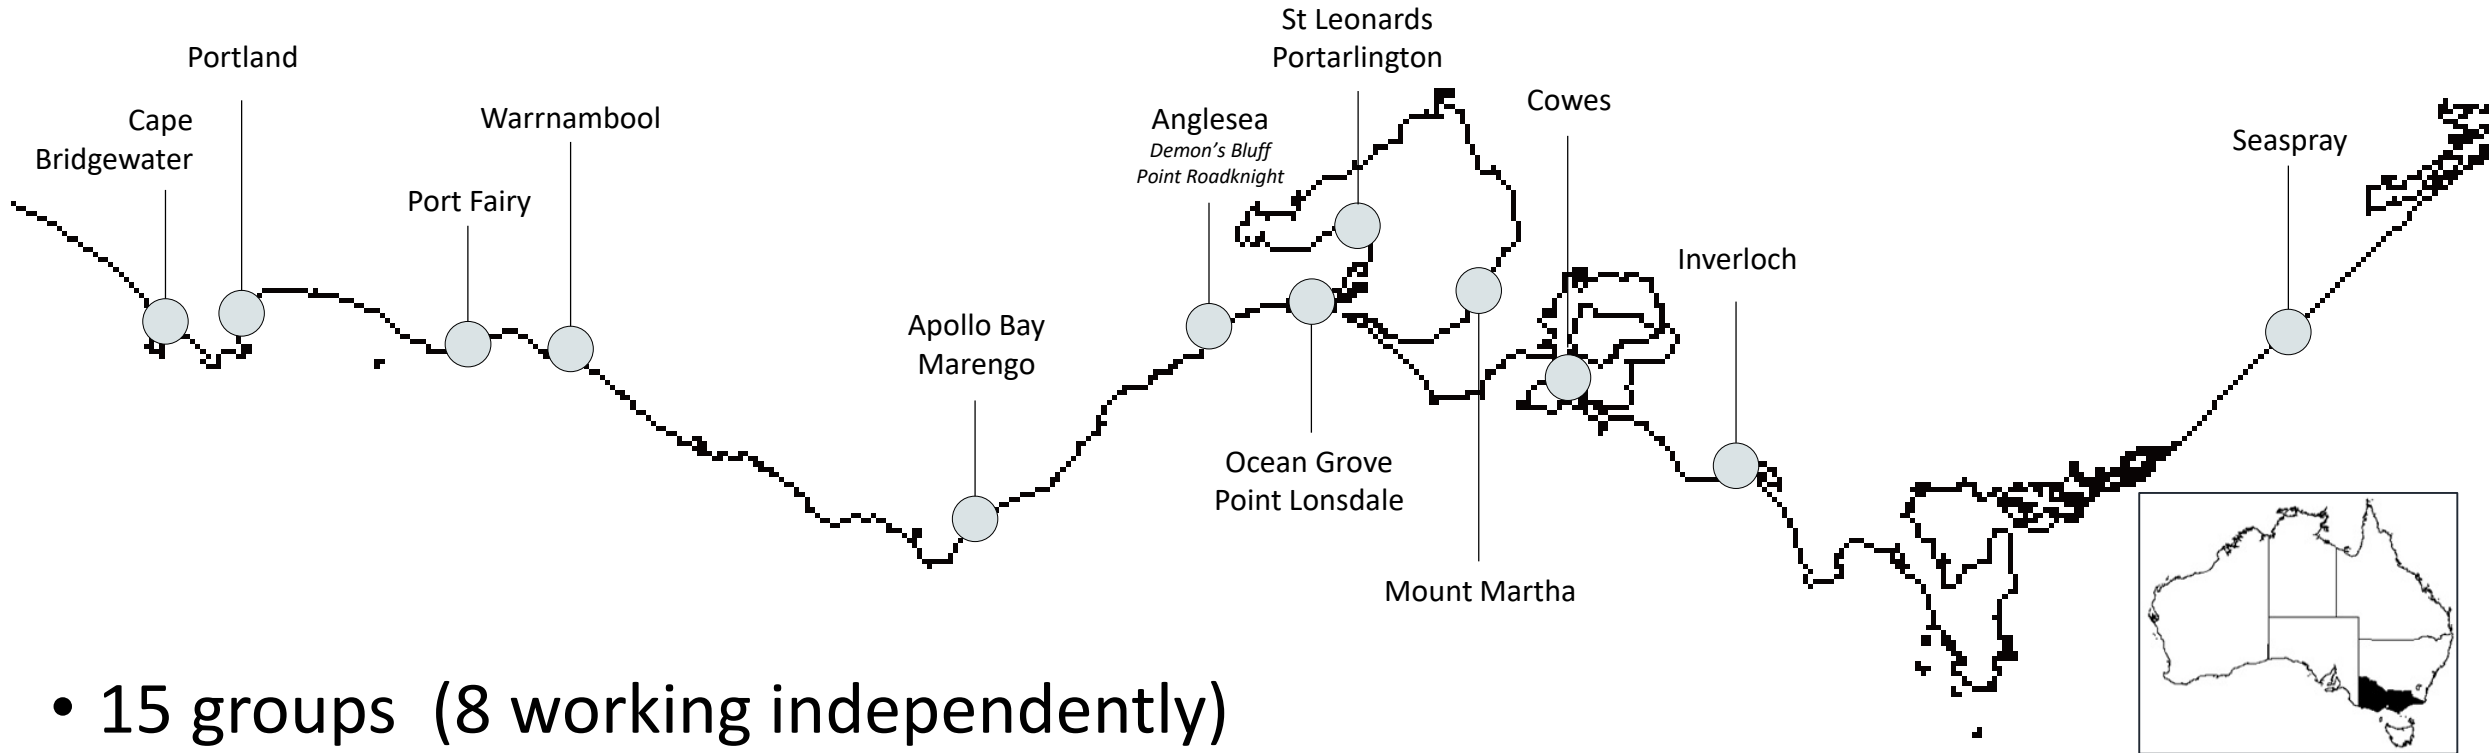 Portland
Cape
Bridgewater
Port Fairy
Warrnambool
Apollo Bay
Marengo
Anglesea
Demon’s Bluff
Point Roadknight
St Leonards
Portarlington
Ocean Grove
Point Lonsdale
Mount Martha
Cowes
Inverloch
Seaspray
• 15 groups (8 working independently)